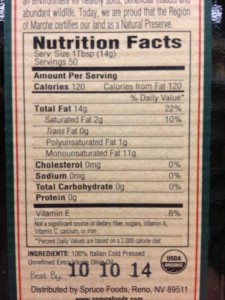 an environment for healthy soils, beneficial insects and
abundant wildlife. Today, we are proud that the Region
of Marche certifies our land as a Natural Preserve.
Nutrition Facts
Serv. Size 1Tbsp (14g)
Servings 50
Amount Per Serving
Calories 120 Calories from Fat 120
% Daily Value*
Total Fat 14g 22%
Saturated Fat 2g 10%
Trans Fat 0g
Polyunsaturated Fat 1g
Monounsaturated Fat 11g
Cholesterol 0mg 0%
Sodium 0mg 0%
Total Carbohydrate 0g 0%
Protein 0g
Vitamin E 8%
Not a significant source of dietary fiber, sugars, Vitamin A,
Vitamin C, calcium, or iron
*Percent Daily Values are based on a 2,000 calorie diet
INGREDIENTS: 100% Italian Cold Pressed
Unrefined Extra Virgin Olive Oil
USDA
Best By: 10 10 14
Distributed by Spruce Foods, Reno, NV 89511
www.sprucefoods.com